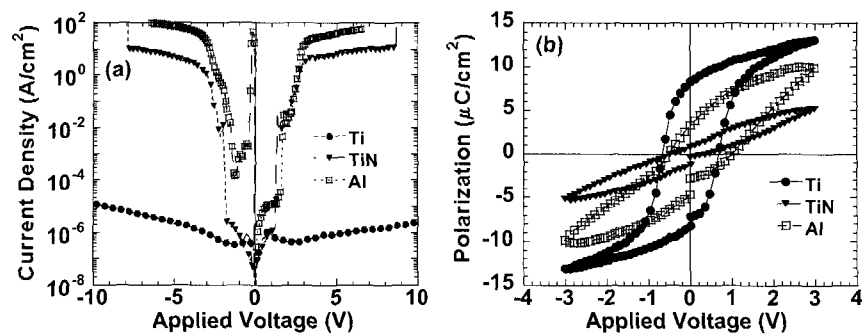 (a)
Current Density (A/cm²)
10²
10⁰
10⁻²
10⁻⁴
10⁻⁶
10⁻⁸
Ti
TiN
Al
-10
-5
0
5
10
Applied Voltage (V)
(b)
Polarization (μC/cm²)
15
10
5
0
-5
-10
-15
Ti
TiN
Al
-4
-3
-2
-1
0
1
2
3
4
Applied Voltage (V)